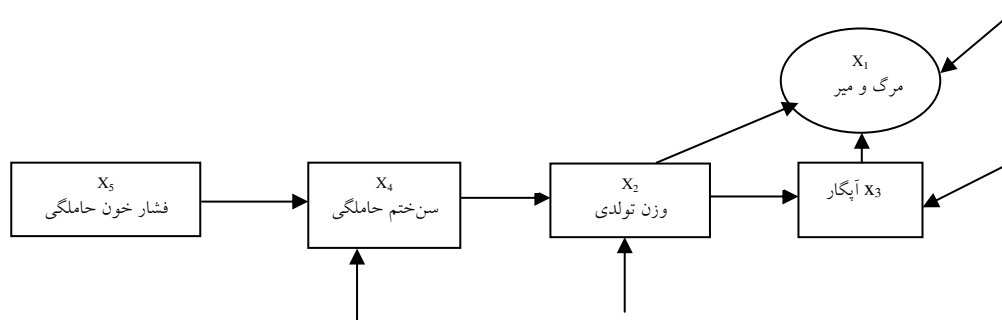 X₁
مرگ و میر
X₅
فشار خون حاملگی
X₄
سن‌ختم حاملگی
X₂
وزن تولدی
X₃ آپگار